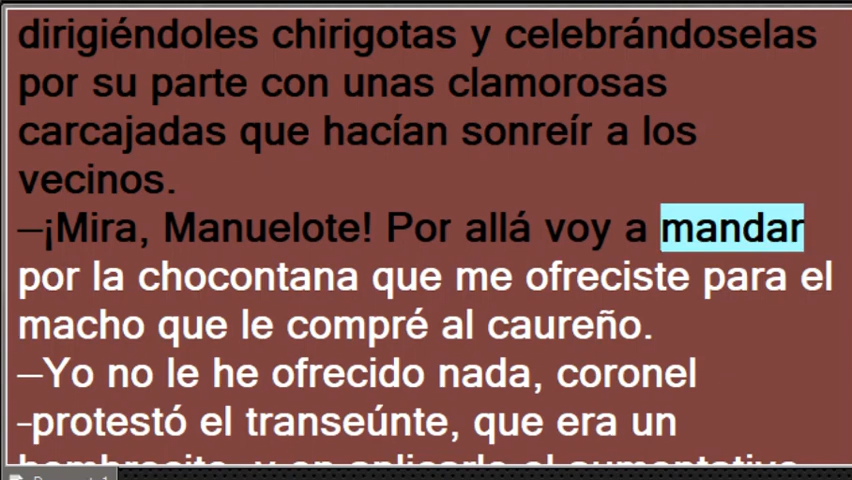 dirigiéndoles chirigotas y celebrándoselas
por su parte con unas clamorosas
carcajadas que hacían sonreír a los
vecinos.
—¡Mira, Manuelote! Por allá voy a mandar
por la chocontana que me ofreciste para el
macho que le compré al caureño.
—Yo no le he ofrecido nada, coronel
-protestó el transeúnte, que era un